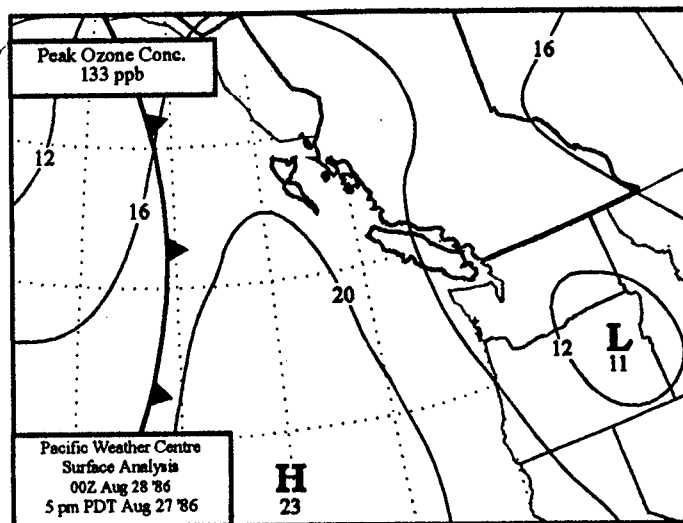 Peak Ozone Conc.
133 ppb
16
12
16
20
12
L
11
H
23
Pacific Weather Centre
Surface Analysis
00Z Aug 28 '86
5 pm PDT Aug 27 '86